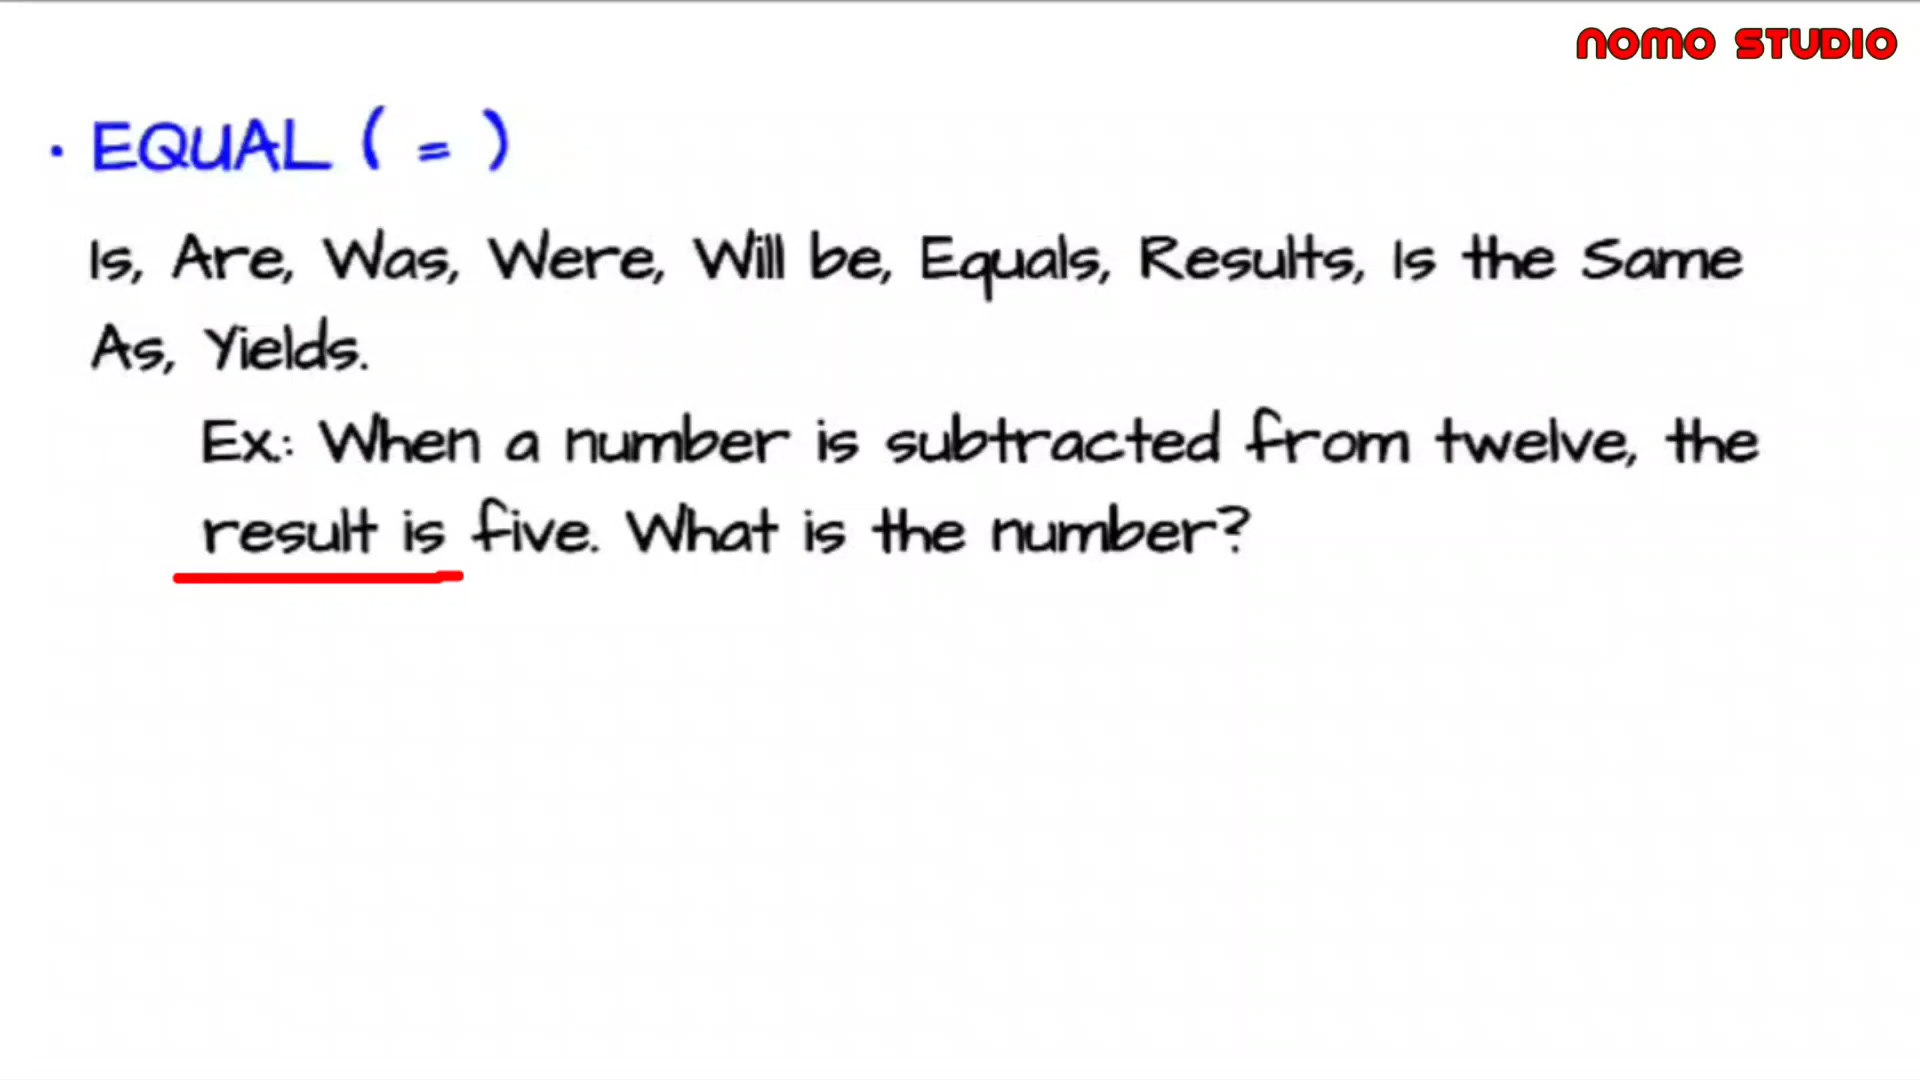 NOMO STUDIO
• EQUAL ( = )
Is, Are, Was, Were, Will be, Equals, Results, Is the Same
As, Yields.
Ex.: When a number is subtracted from twelve, the
result is five. What is the number?